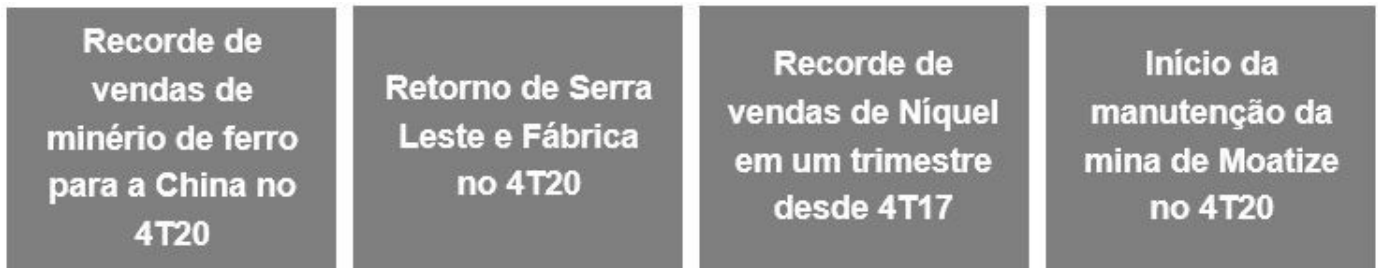 Recorde de
vendas de
minério de ferro
para a China no
4T20
Retorno de Serra
Leste e Fábrica
no 4T20
Recorde de
vendas de Níquel
em um trimestre
desde 4T17
Início da
manutenção da
mina de Moatize
no 4T20